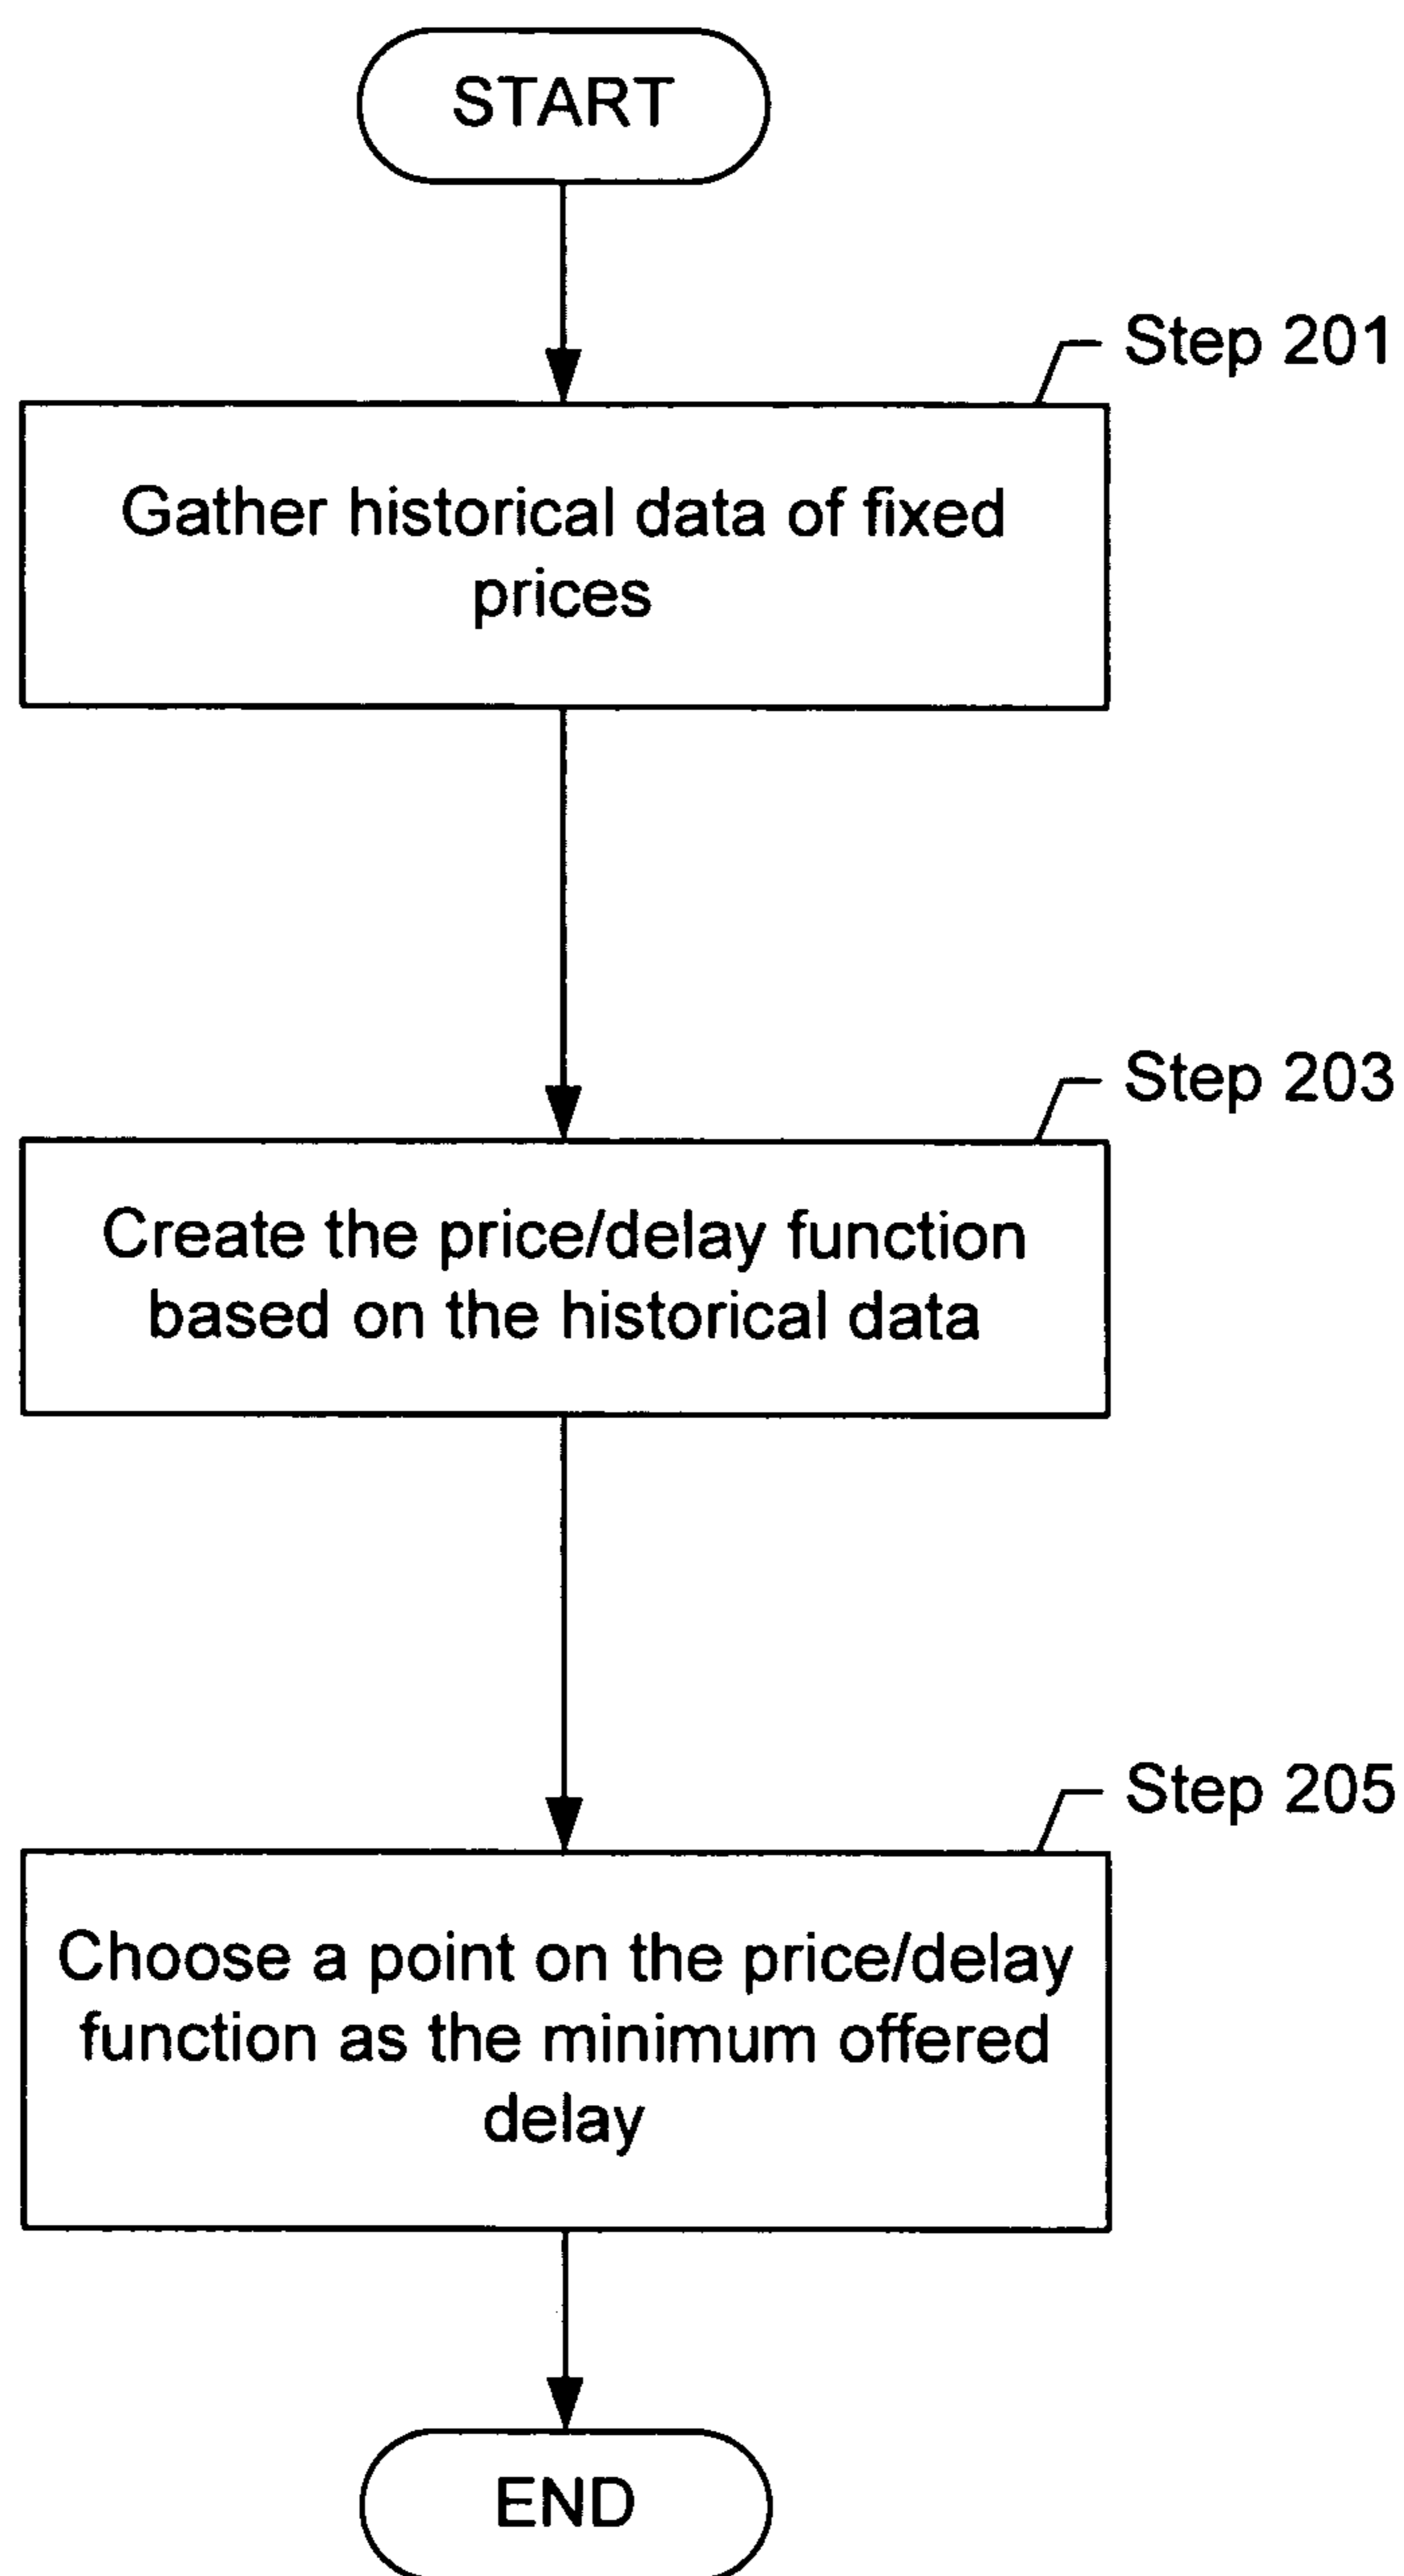 START
Step 201
Gather historical data of fixed
prices
Step 203
Create the price/delay function
based on the historical data
Step 205
Choose a point on the price/delay
function as the minimum offered
delay
END